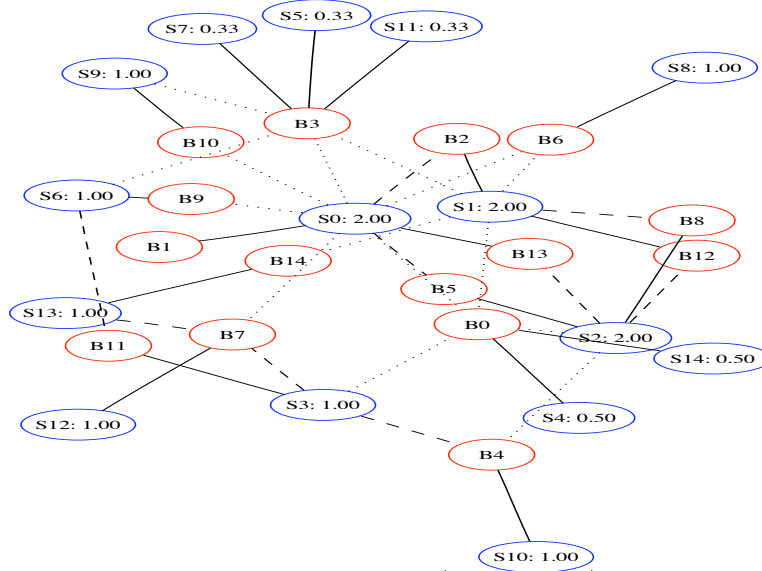 S5: 0.33
S7: 0.33
S11: 0.33
S9: 1.00
S8: 1.00
B3
B10
B2
B6
S6: 1.00
B9
S0: 2.00
S1: 2.00
B8
B1
B14
B13
B12
B5
S13: 1.00
B11
B7
B0
S2: 2.00
S14: 0.50
S3: 1.00
S12: 1.00
S4: 0.50
B4
S10: 1.00